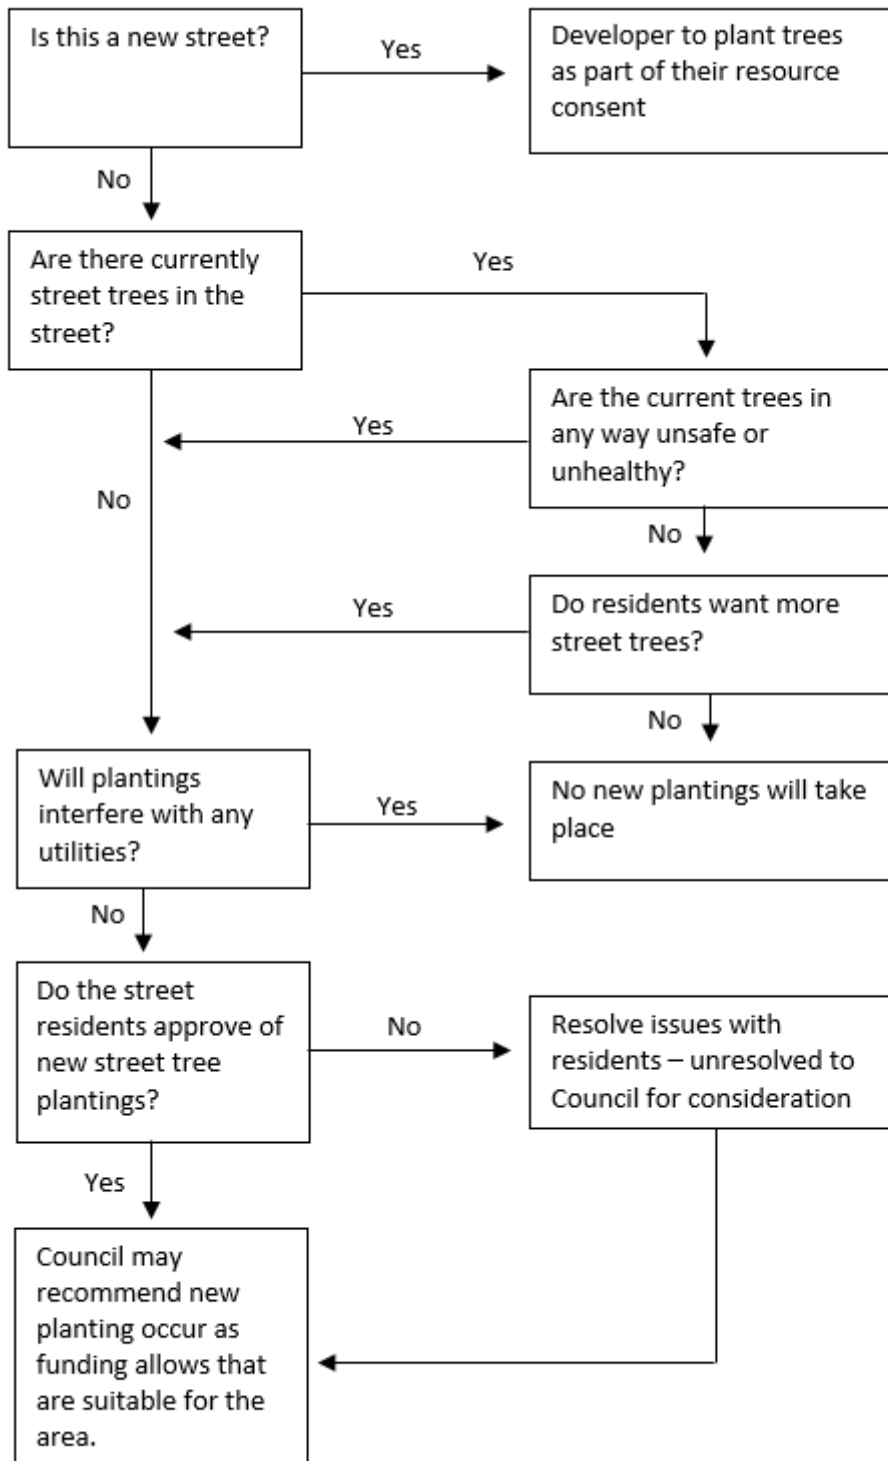 Is this a new street?
Yes
Developer to plant trees
as part of their resource
consent
No
Are there currently
street trees in the
street?
Yes
Are the current trees in
any way unsafe or
unhealthy?
Yes
No
No
Do residents want more
street trees?
Yes
No
Will plantings
interfere with any
utilities?
Yes
No new plantings will take
place
No
Do the street
residents approve of
new street tree
plantings?
No
Resolve issues with
residents – unresolved to
Council for consideration
Yes
Council may
recommend new
planting occur as
funding allows that
are suitable for the
area.